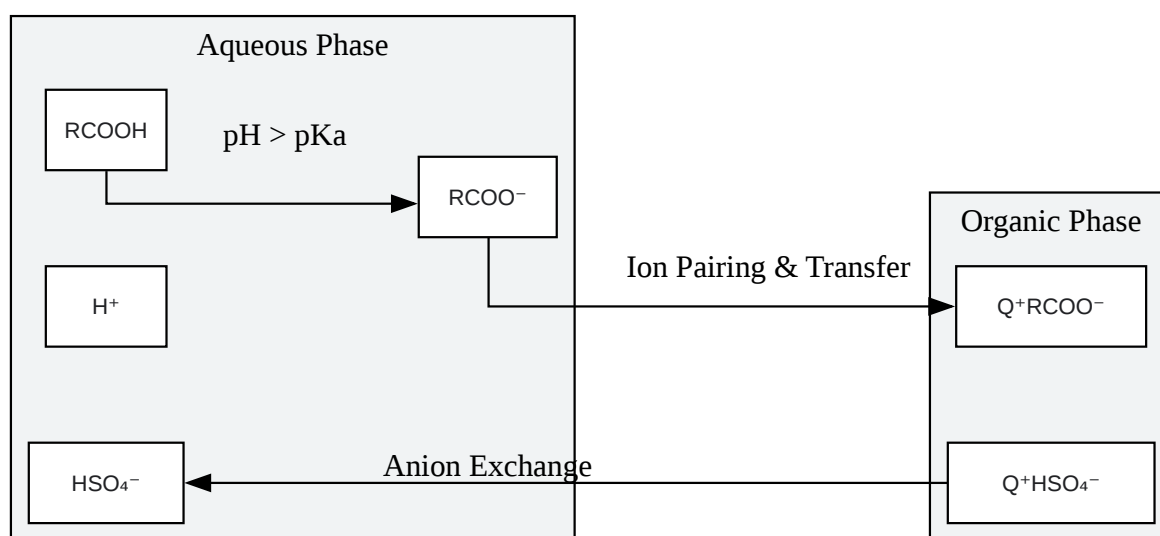 Aqueous Phase
RCOOH
pH > pKa
RCOO⁻
Organic Phase
Ion Pairing & Transfer
H⁺
Q⁺RCOO⁻
Anion Exchange
HSO₄⁻
Q⁺HSO₄⁻